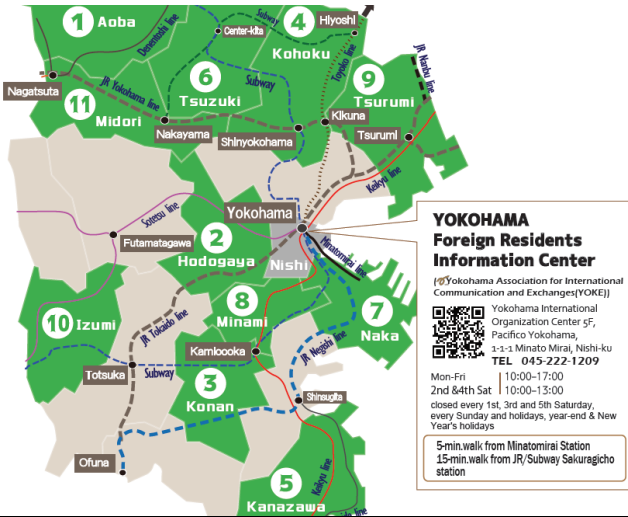 1 Aoba
Denentoshi line
Subway
Center-kita
4
Hiyoshi
Kohoku
Toyoko line
JR Nanbu line
Nagatsuta
JR Yokohama line
11
Midori
6
Tsuzuki
Subway
9
Tsurumi
Nakayama
Shinyokohama
Kikuna
Tsurumi
Keikyu line
Sotetsu line
Futamatagawa
Yokohama
2
Hodogaya
Nishi
Minatomirai line
10 Izumi
JR Tokaido line
8
Minami
7
Naka
JR Negishi line
Kamioooka
Totsuka
Subway
3
Konan
Shinsugita
Ofuna
5
Kanazawa
Keikyu line
YOKOHAMA
Foreign Residents
Information Center
(Yokohama Association for International
Communication and Exchanges(YOKE))
Yokohama International
Organization Center 5F,
Pacifico Yokohama,
1-1-1 Minato Mirai, Nishi-ku
TEL 045-222-1209
Mon-Fri 10:00-17:00
2nd &4th Sat 10:00-13:00
closed every 1st, 3rd and 5th Saturday,
every Sunday and holidays, year-end & New
Year's holidays
5-min.walk from Minatomirai Station
15-min.walk from JR/Subway Sakuragicho
station